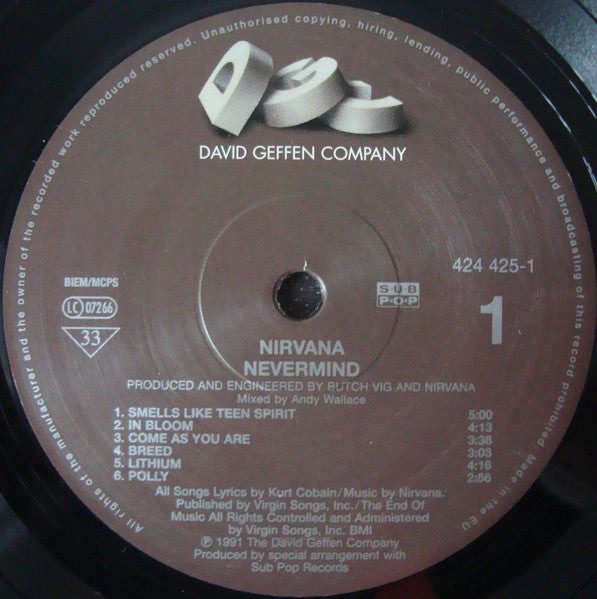 All rights of the manufacturer and the owner of the recorded work reproduced reserved. Unauthorised copying, hiring, lending, public performance and broadcasting of this record prohibited Made in the EU
DGC
DAVID GEFFEN COMPANY
424 425-1
BIEM/MCPS
LC 07266
33
SUB
POP
1
NIRVANA
NEVERMIND
PRODUCED AND ENGINEERED BY BUTCH VIG AND NIRVANA
Mixed by Andy Wallace
1. SMELLS LIKE TEEN SPIRIT 5:00
2. IN BLOOM 4:13
3. COME AS YOU ARE 3:38
4. BREED 3:03
5. LITHIUM 4:16
6. POLLY 2:56
All Songs Lyrics by Kurt Cobain/Music by Nirvana.
Published by Virgin Songs, Inc./The End Of
Music All Rights Controlled and Administered
by Virgin Songs, Inc. BMI
℗ 1991 The David Geffen Company
Produced by special arrangement with
Sub Pop Records